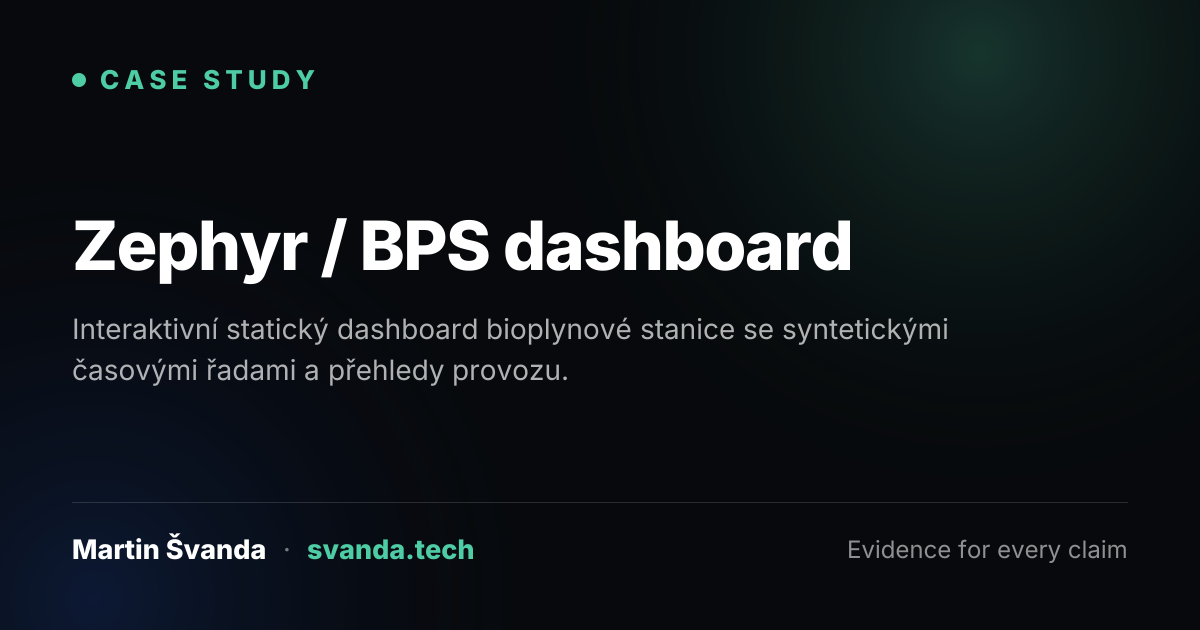 CASE STUDY
Zephyr / BPS dashboard
Interaktivní statický dashboard bioplynové stanice se syntetickými
časovými řadami a přehledy provozu.
Martin Švanda · svanda.tech
Evidence for every claim